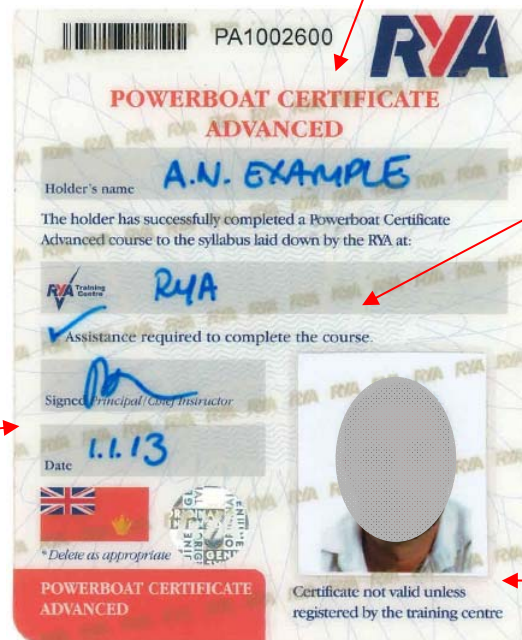 PA1002600
RYA
POWERBOAT CERTIFICATE
ADVANCED
Holder's name A.N. EXAMPLE
The holder has successfully completed a Powerboat Certificate
Advanced course to the syllabus laid down by the RYA at:
RYA Training
Centre RYA
Assistance required to complete the course.
Signed Principal/Chief Instructor
Date 1.1.13
*Delete as appropriate
POWERBOAT CERTIFICATE
ADVANCED
Certificate not valid unless
registered by the training centre